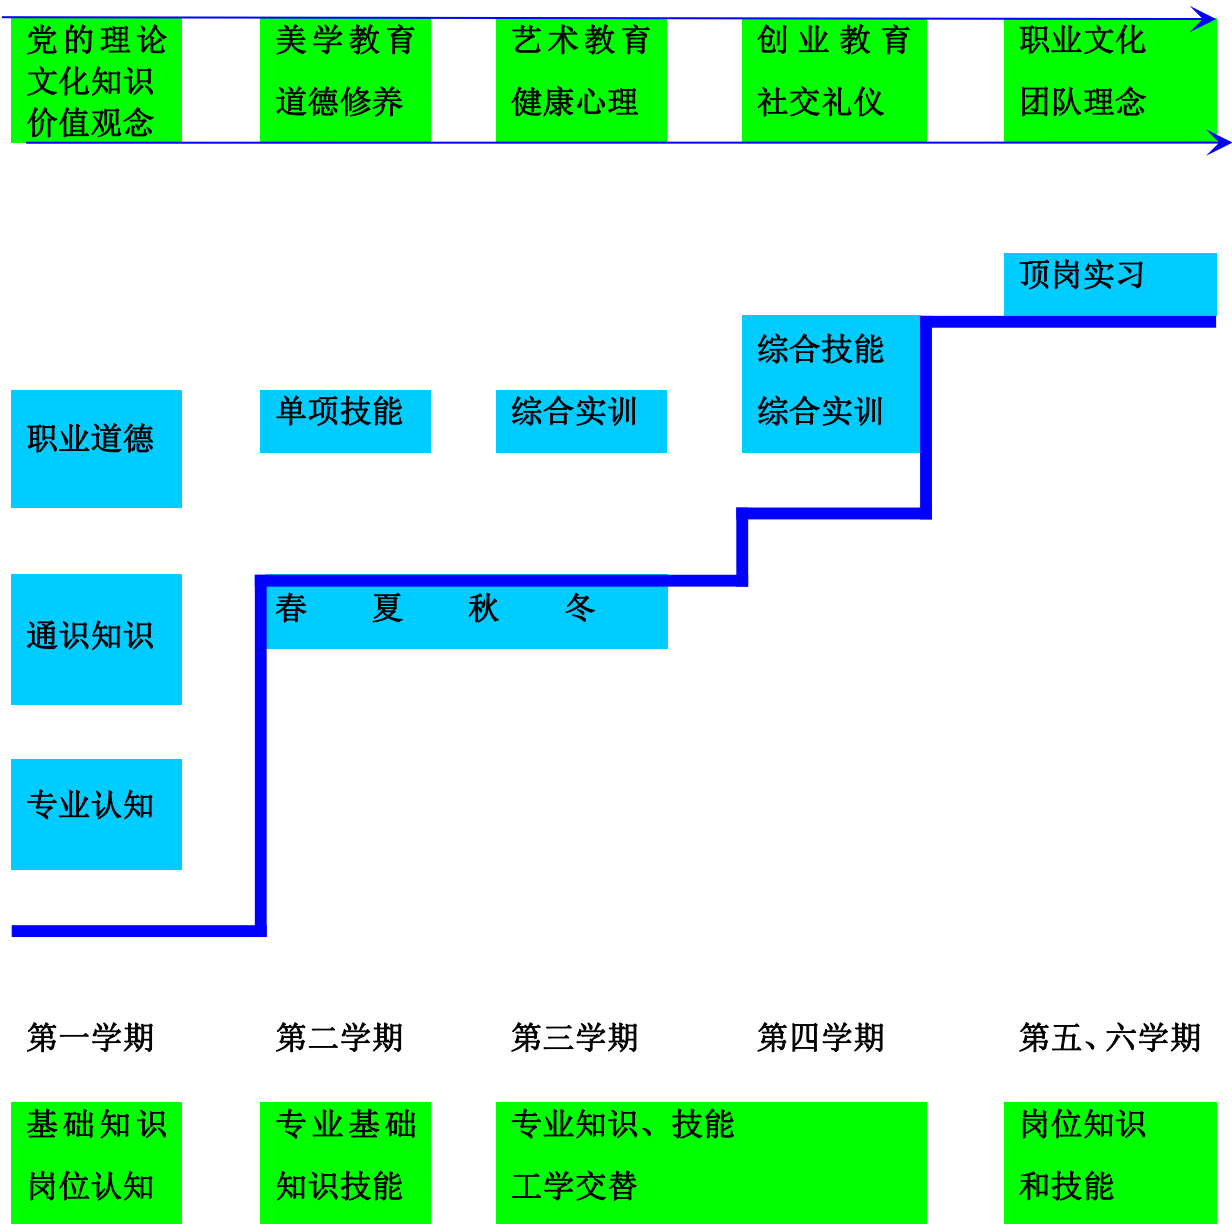 党的理论
文化知识
价值观念
美学教育
道德修养
艺术教育
健康心理
创业教育
社交礼仪
职业文化
团队理念
顶岗实习
综合技能
综合实训
职业道德
单项技能
综合实训
通识知识
春 夏 秋 冬
专业认知
第一学期
第二学期
第三学期
第四学期
第五、六学期
基础知识
岗位认知
专业基础
知识技能
专业知识、技能
工学交替
岗位知识
和技能